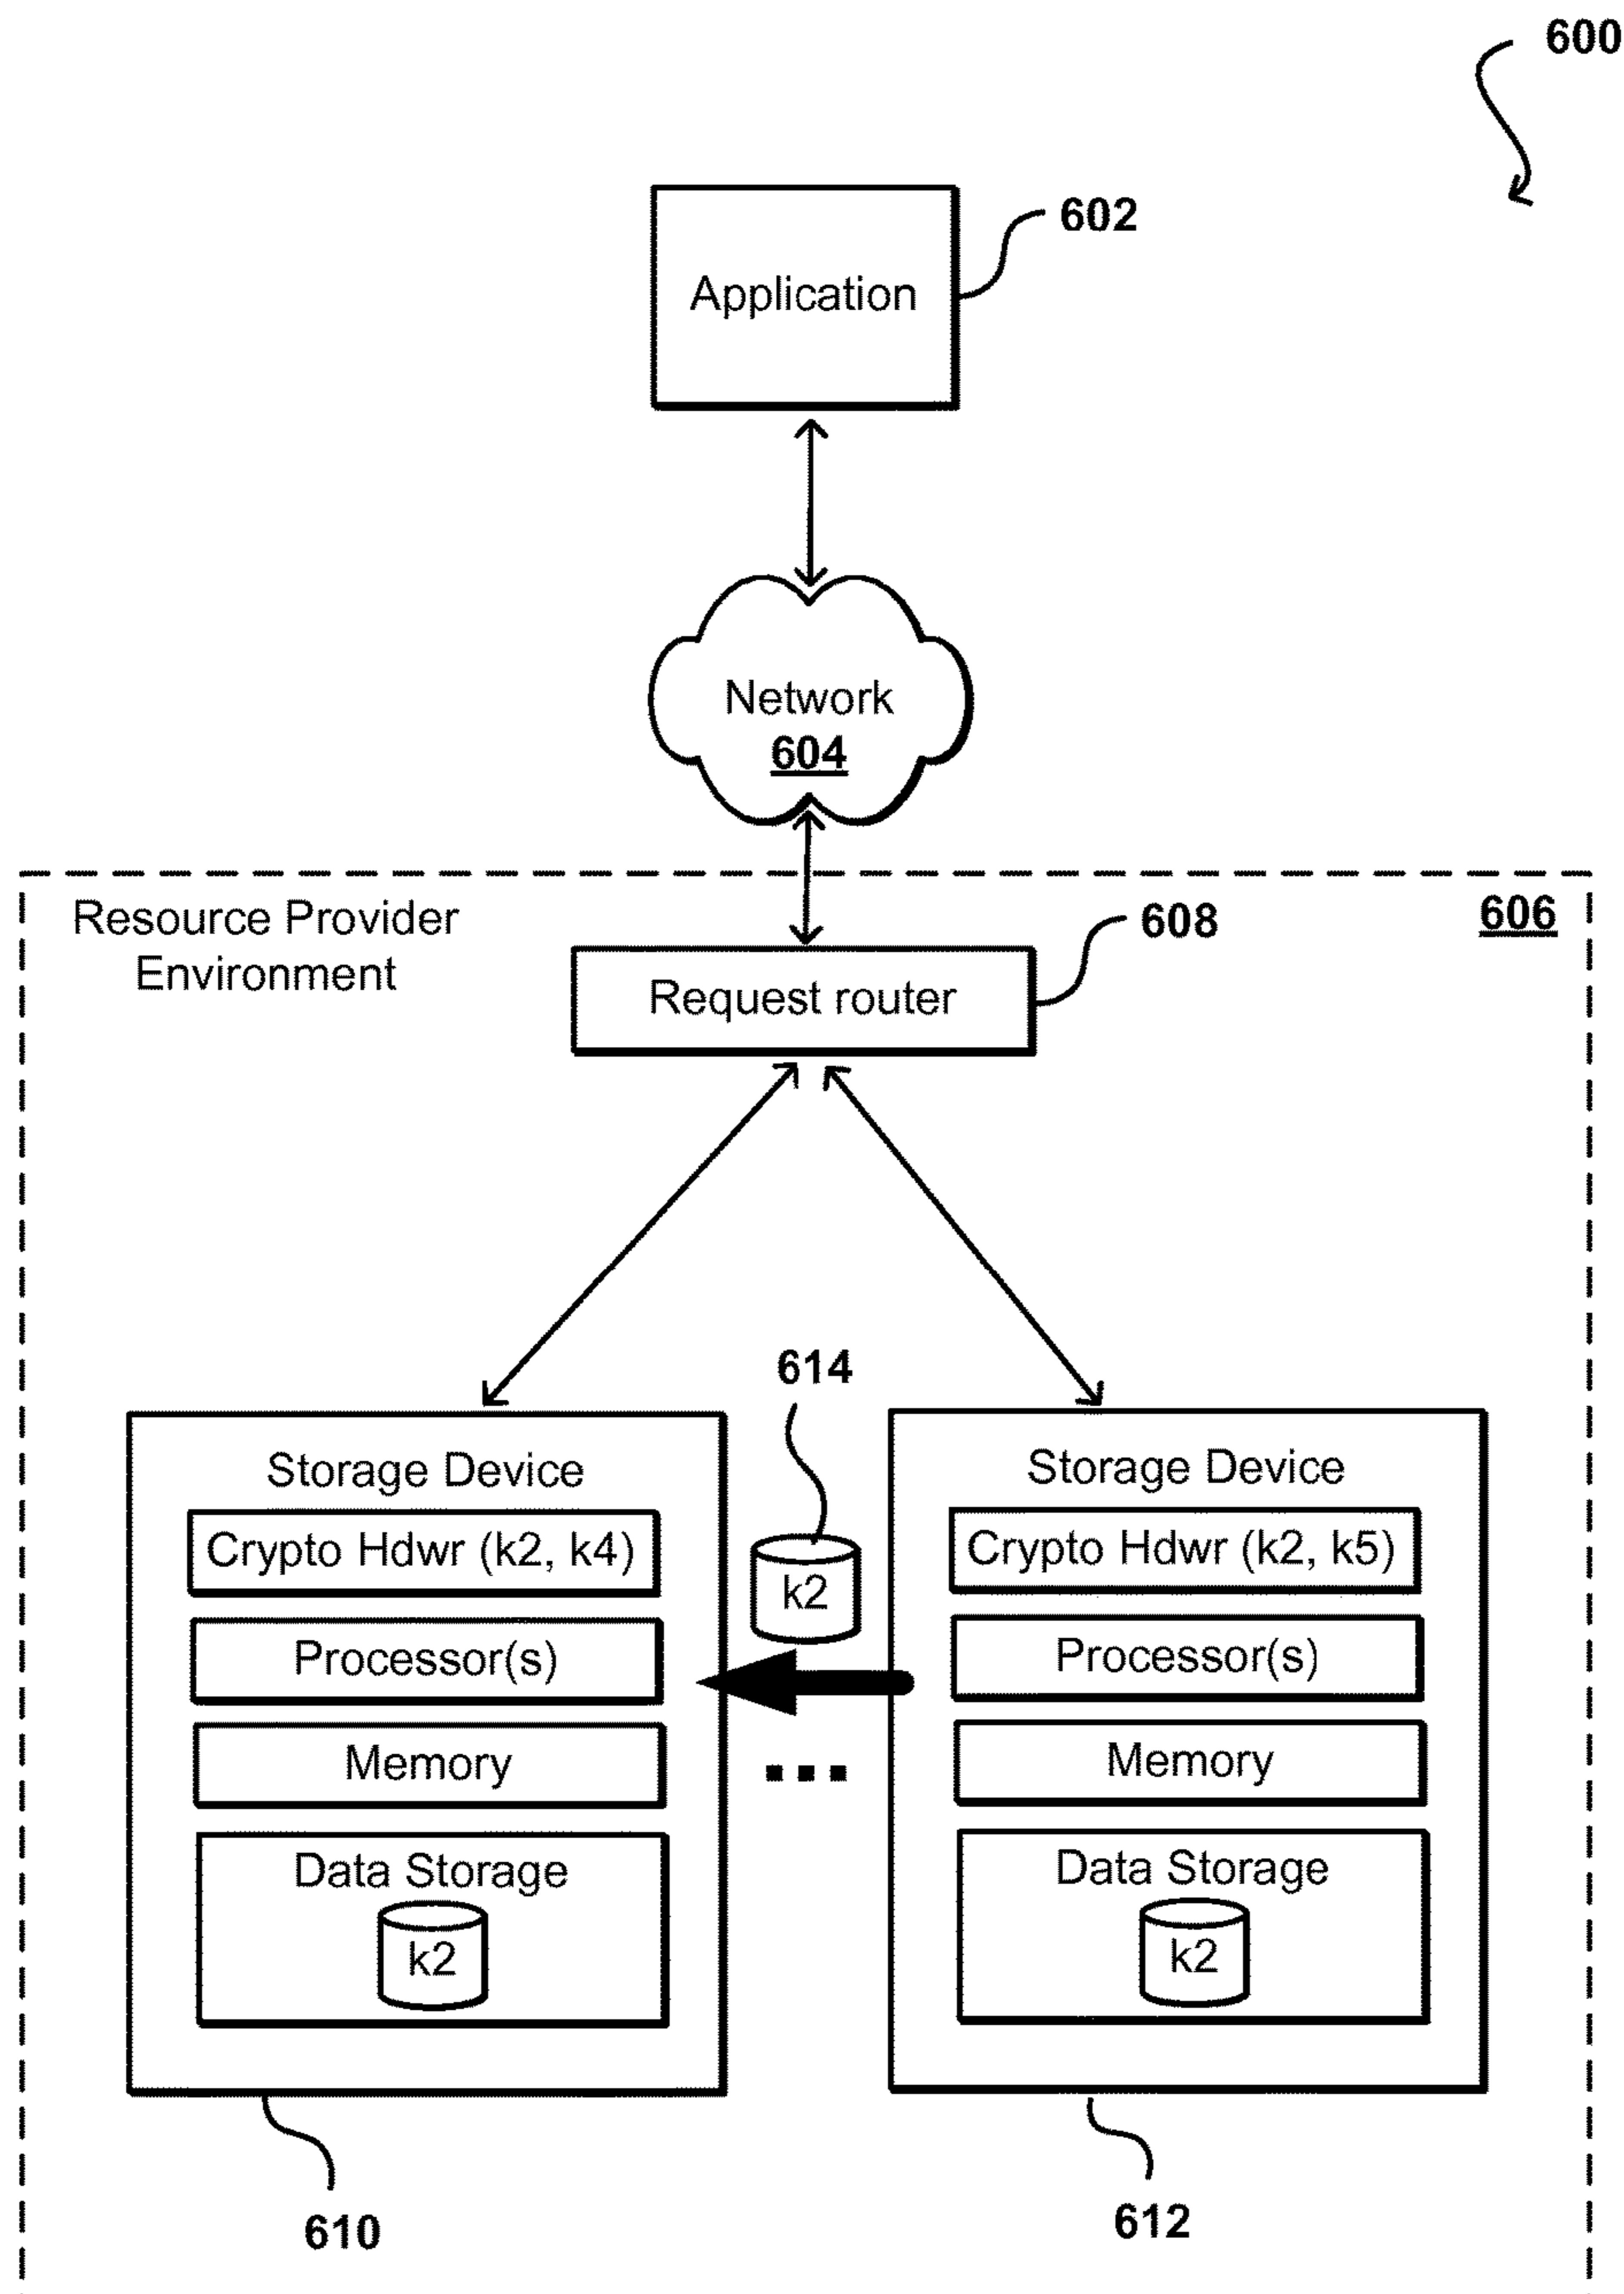 600
602
Application
Network
604
Resource Provider
Environment
606
608
Request router
614
Storage Device
Crypto Hdwr (k2, k4)
Processor(s)
Memory
Data Storage
k2
k2
Storage Device
Crypto Hdwr (k2, k5)
Processor(s)
Memory
Data Storage
k2
610
612